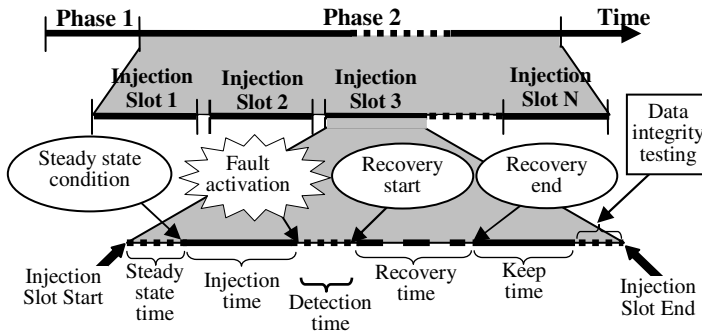 Phase 1
Phase 2
Time
Injection
Slot 1
Injection
Slot 2
Injection
Slot 3
Injection
Slot N
Data
integrity
testing
Steady state
condition
Fault
activation
Recovery
start
Recovery
end
Injection
Slot Start
Steady
state
time
Injection
time
Detection
time
Recovery
time
Keep
time
Injection
Slot End